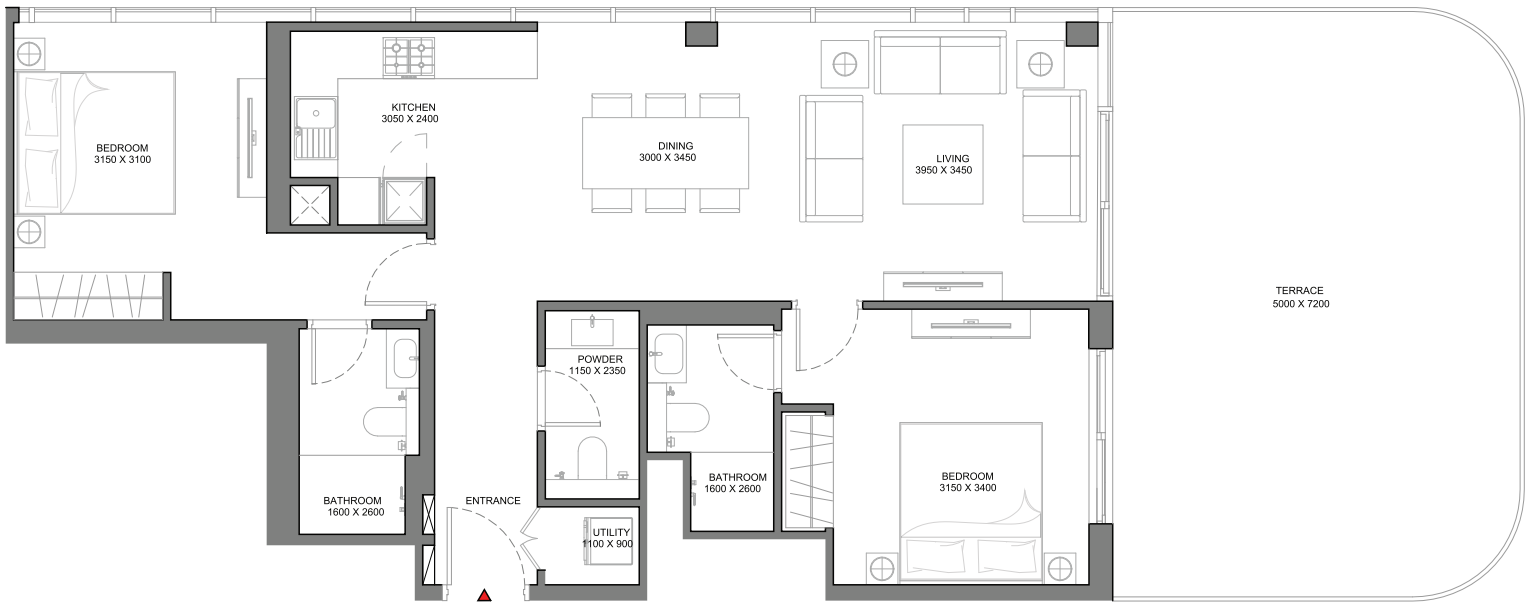 BEDROOM
3150 X 3100
KITCHEN
3050 X 2400
DINING
3000 X 3450
LIVING
3950 X 3450
TERRACE
5000 X 7200
POWDER
1150 X 2350
BATHROOM
1600 X 2600
ENTRANCE
UTILITY
1100 X 900
BATHROOM
1600 X 2600
BEDROOM
3150 X 3400